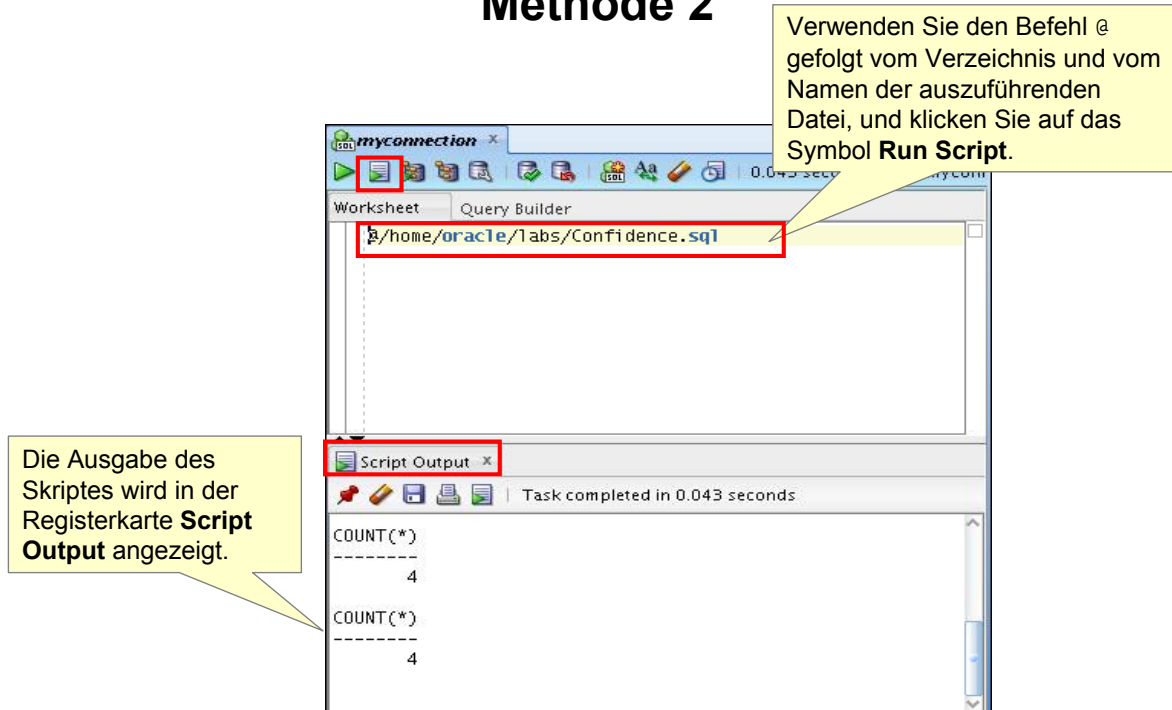 Methode 2
Verwenden Sie den Befehl @
gefolgt vom Verzeichnis und vom
Namen der auszuführenden
Datei, und klicken Sie auf das
Symbol Run Script.
myconnection
0.043
Worksheet
Query Builder
@/home/oracle/labs/Confidence.sql
Die Ausgabe des
Skriptes wird in der
Registerkarte Script
Output angezeigt.
Script Output
Task completed in 0.043 seconds
COUNT(*)
--------
4
COUNT(*)
--------
4